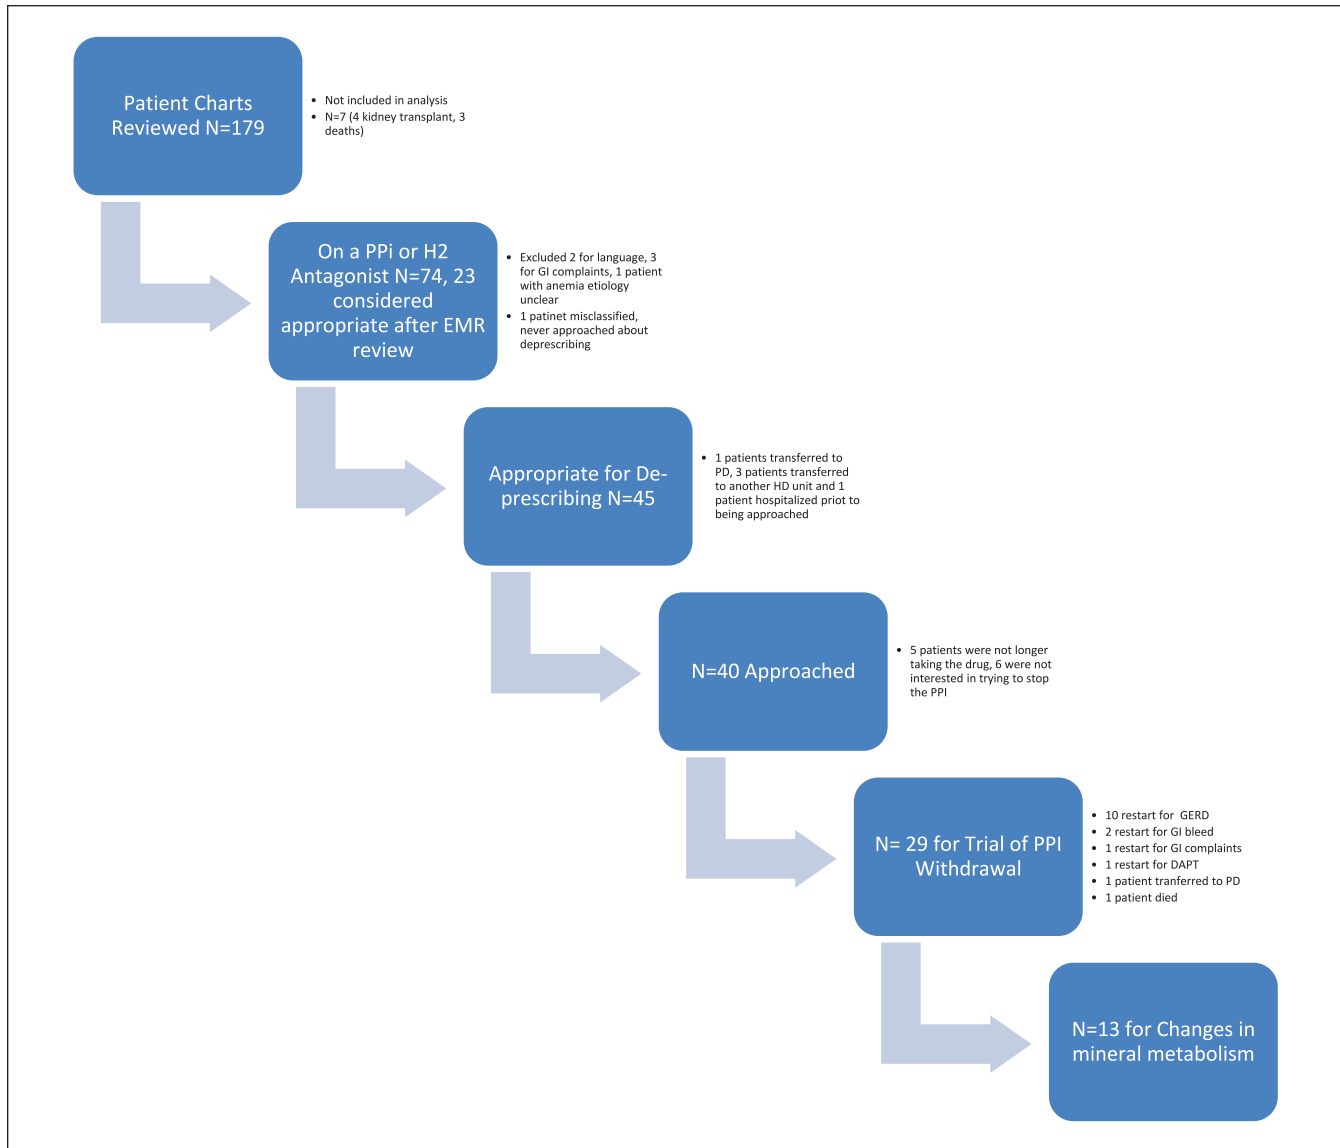 Patient Charts
Reviewed N=179
• Not included in analysis
• N=7 (4 kidney transplant, 3
deaths)
On a PPi or H2
Antagonist N=74, 23
considered
appropriate after EMR
review
• Excluded 2 for language, 3
for GI complaints, 1 patient
with anemia etiology
unclear
• 1 patinet misclassified,
never approached about
deprescribing
Appropriate for De-
prescribing N=45
• 1 patients transferred to
PD, 3 patients transferred
to another HD unit and 1
patient hospitalized priot to
being approached
N=40 Approached
• 5 patients were not longer
taking the drug, 6 were not
interested in trying to stop
the PPI
N= 29 for Trial of PPI
Withdrawal
• 10 restart for GERD
• 2 restart for GI bleed
• 1 restart for GI complaints
• 1 restart for DAPT
• 1 patient tranferred to PD
• 1 patient died
N=13 for Changes in
mineral metabolism